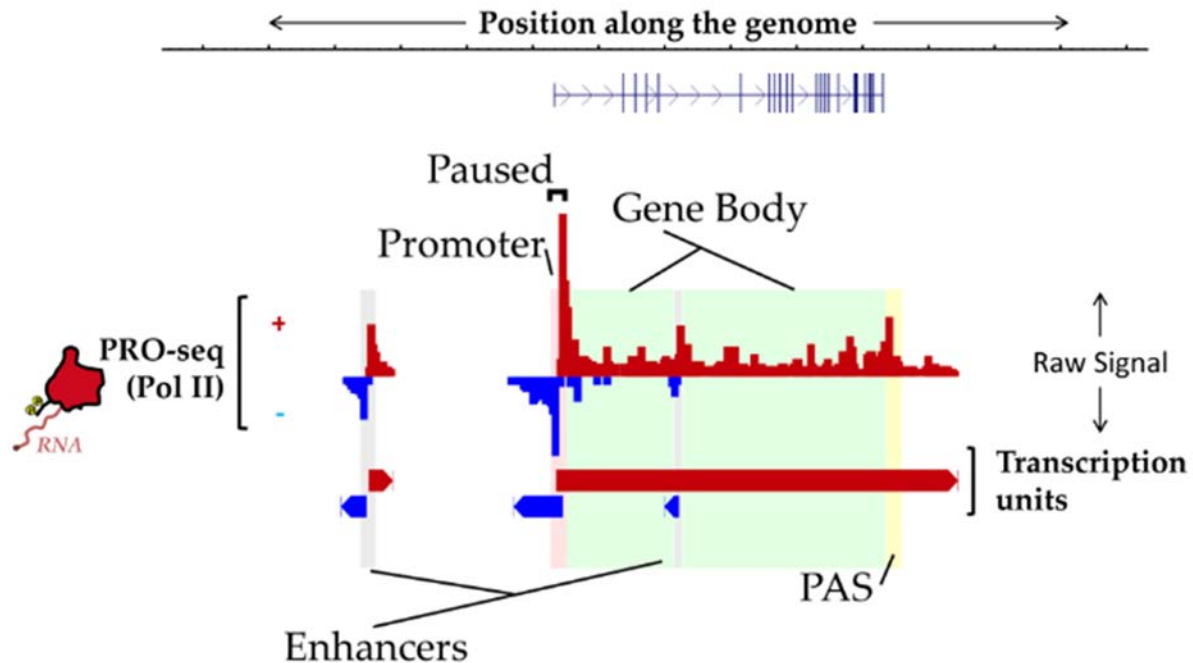 Position along the genome
Paused
Gene Body
Promoter
+
PRO-seq
(Pol II)
-
RNA
Raw Signal
Transcription
units
PAS
Enhancers